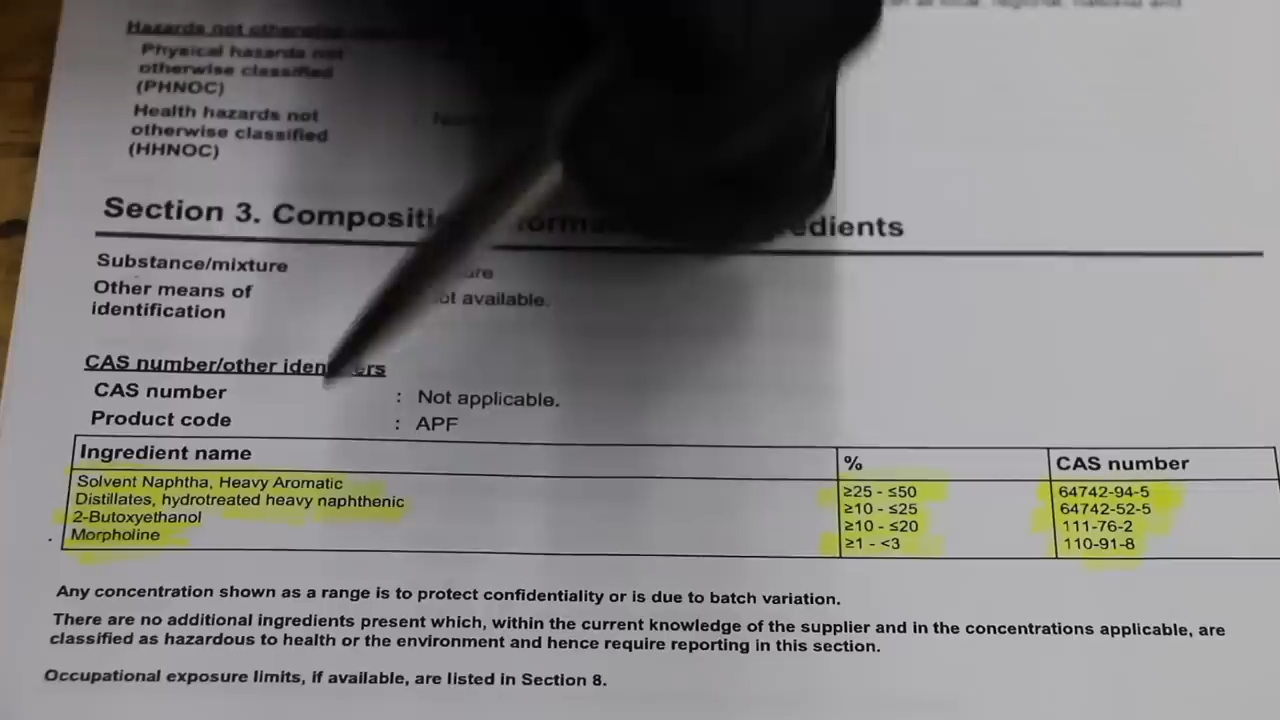 Hazards not otherwise
Physical hazards not
otherwise classified
(PHNOC)
Health hazards not
otherwise classified
(HHNOC)
Section 3.
Substance/mixture
Other means of
ot available.
identification
CAS number/other iden ers
CAS number : Not applicable.
Product code : APF
Ingredient name % CAS number
Solvent Naphtha, Heavy Aromatic ≥25 - ≤50 64742-94-5
Distillates, hydrotreated heavy naphthenic ≥10 - ≤25 64742-52-5
2-Butoxyethanol ≥10 - ≤20 111-76-2
Morpholine ≥1 - <3 110-91-8
Any concentration shown as a range is to protect confidentiality or is due to batch variation.
There are no additional ingredients present which, within the current knowledge of the supplier and in the concentrations applicable, are
classified as hazardous to health or the environment and hence require reporting in this section.
Occupational exposure limits, if available, are listed in Section 8.